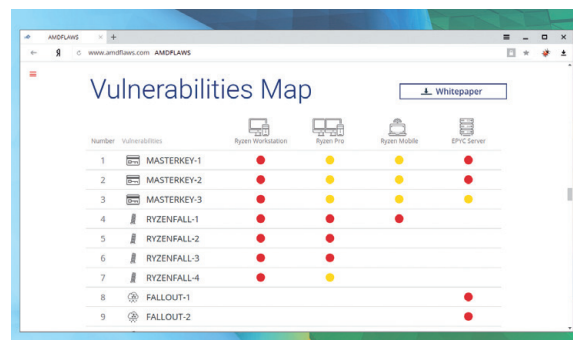 AMDFLAWS
Я www.amdflaws.com AMDFLAWS
Vulnerabilities Map
Whitepaper
Number Vulnerabilities Ryzen Workstation Ryzen Pro Ryzen Mobile EPYC Server
1 MASTERKEY-1
2 MASTERKEY-2
3 MASTERKEY-3
4 RYZENFALL-1
5 RYZENFALL-2
6 RYZENFALL-3
7 RYZENFALL-4
8 FALLOUT-1
9 FALLOUT-2